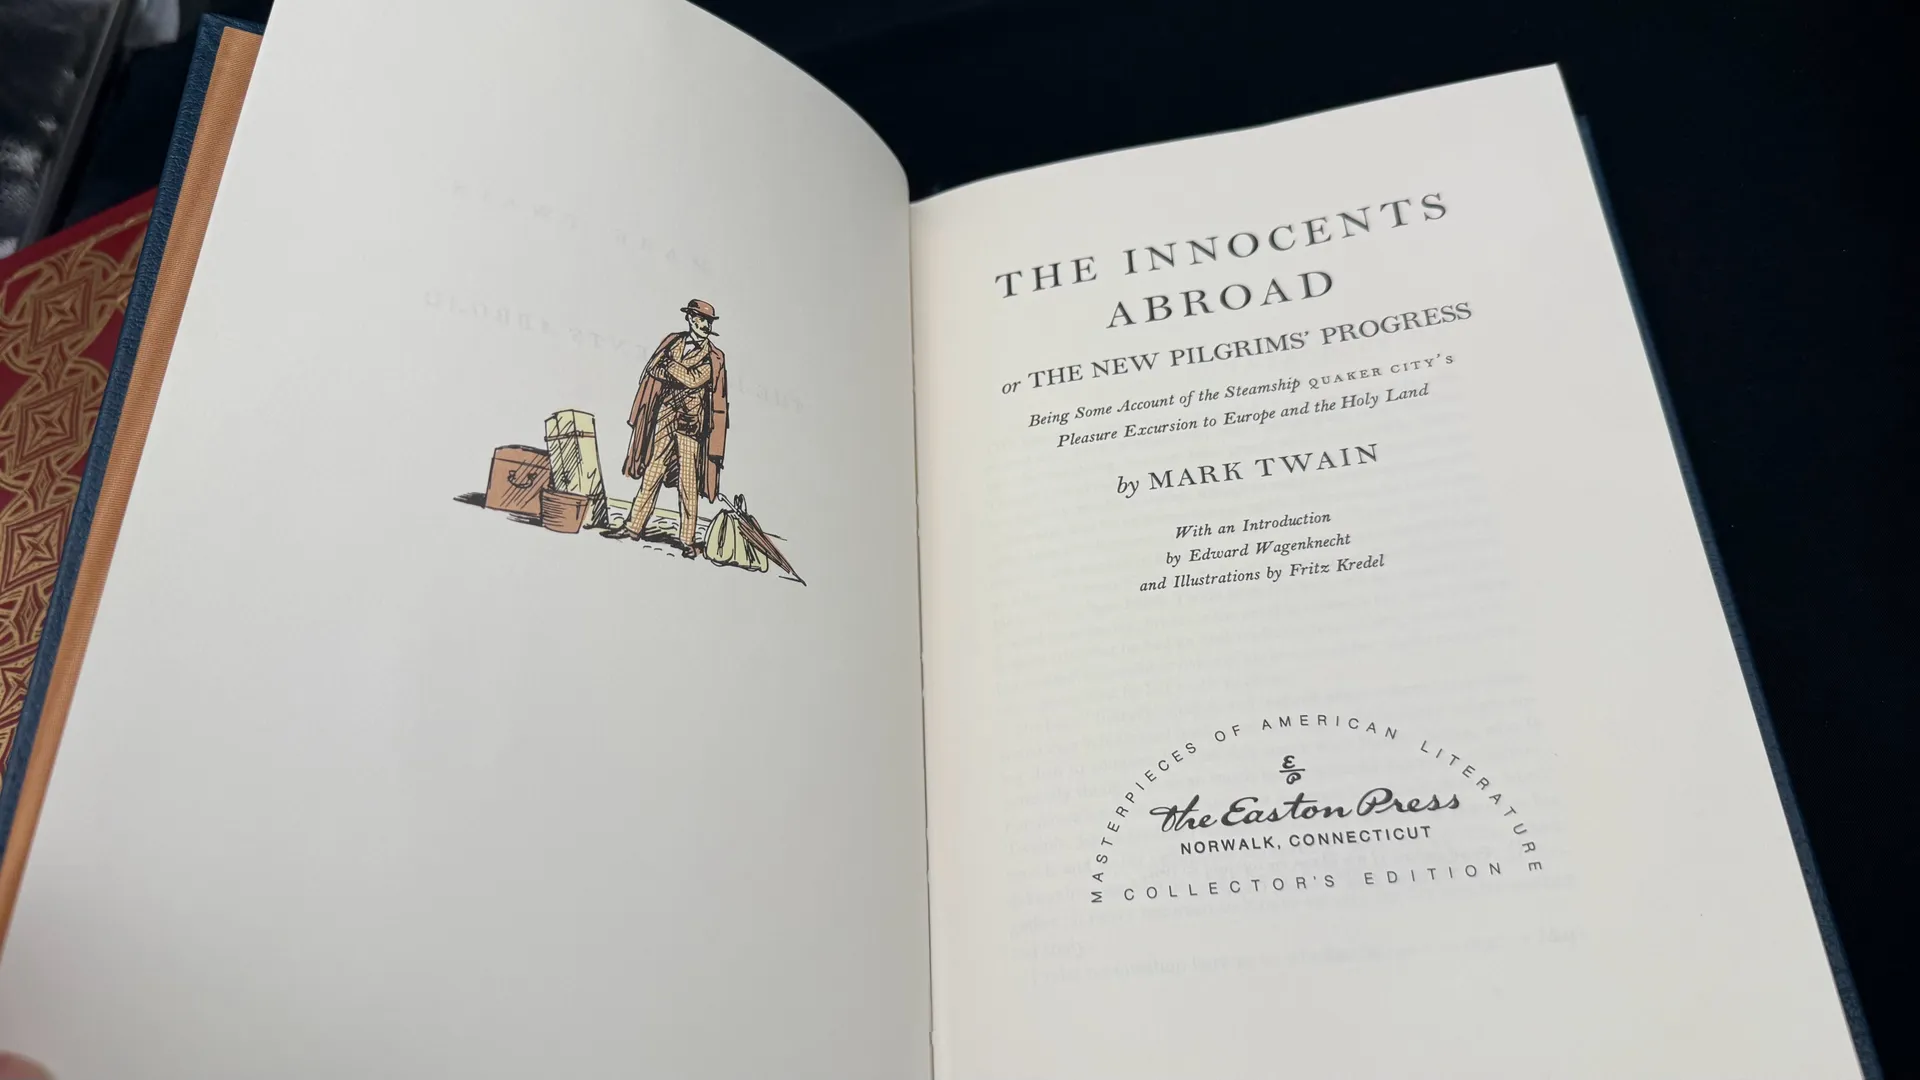 THE INNOCENTS
ABROAD
or THE NEW PILGRIMS' PROGRESS
Being Some Account of the Steamship QUAKER CITY's
Pleasure Excursion to Europe and the Holy Land
by MARK TWAIN
With an Introduction
by Edward Wagenknecht
and Illustrations by Fritz Kredel
MASTERPIECES OF AMERICAN LITERATURE
The Easton Press
NORWALK, CONNECTICUT
COLLECTOR'S EDITION